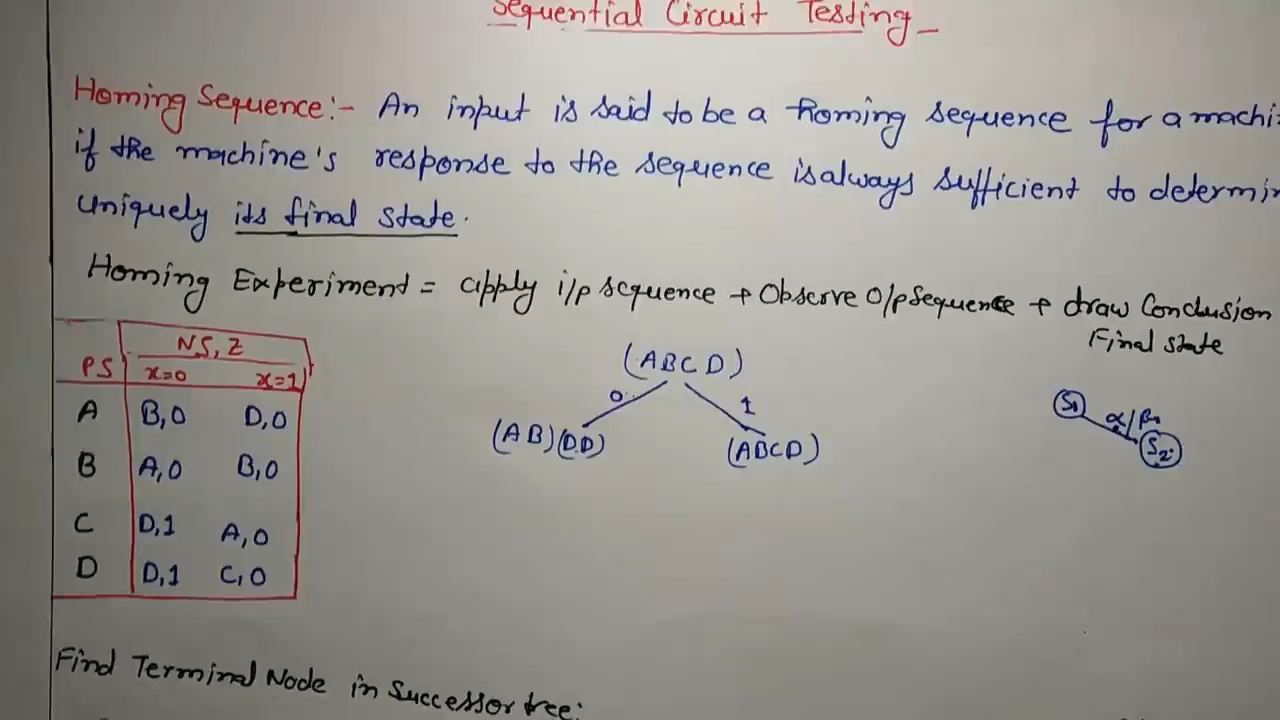 Sequential Circuit Testing
Homing Sequence:- An input is said to be a homing sequence for a machi
if the machine's response to the sequence is always sufficient to determin
uniquely its final state.
Homing Experiment = apply i/p sequence + Observe O/p Sequence + draw Conclusion
Final state
PS NS, Z
x=0 x=1
A B,0 D,0
B A,0 B,0
C D,1 A,0
D D,1 C,0
(ABCD)
0 1
(AB)(DD) (ABCD)
S1 α/β
S2
Find Terminal Node in Successor tree: